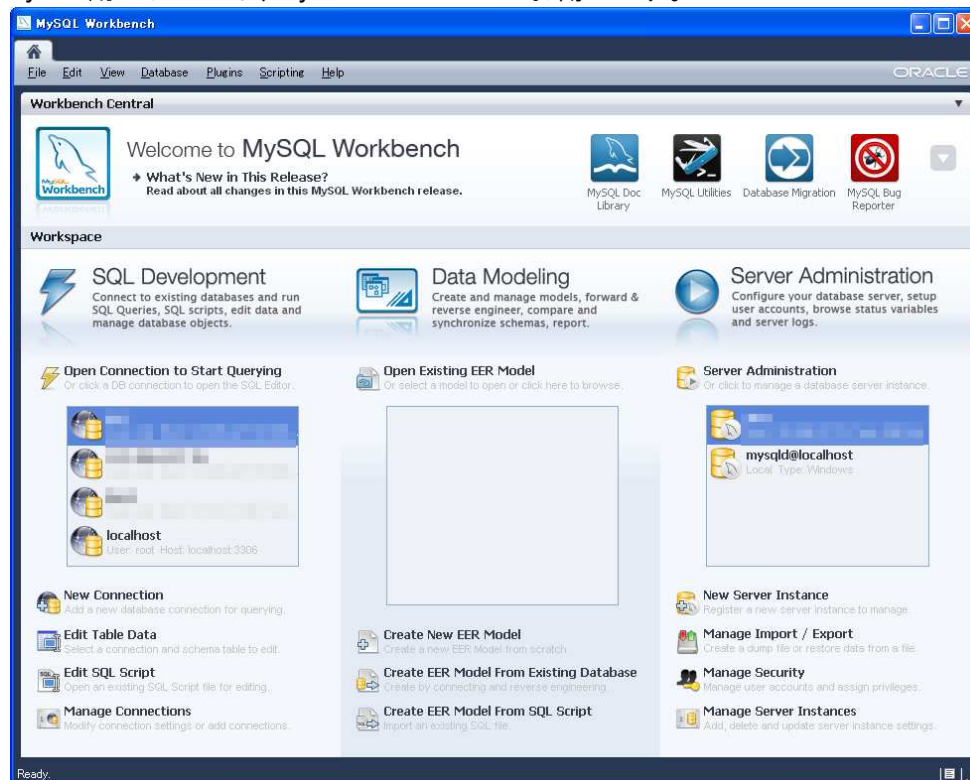 MySQL Workbench
File Edit View Database Plugins Scripting Help
ORACLE
Workbench Central
MySQL
Workbench
Welcome to MySQL Workbench
What's New in This Release?
Read about all changes in this MySQL Workbench release.
MySQL Doc
Library
MySQL Utilities
Database Migration
MySQL Bug
Reporter
Workspace
SQL Development
Connect to existing databases and run
SQL Queries, SQL scripts, edit data and
manage database objects.
Open Connection to Start Querying
Or click a DB connection to open the SQL Editor.
localhost
User: root Host: localhost:3306
New Connection
Add a new database connection for querying.
Edit Table Data
Select a connection and schema table to edit.
Edit SQL Script
Open an existing SQL Script file for editing.
Manage Connections
Modify connection settings or add connections.
Data Modeling
Create and manage models, forward &
reverse engineer, compare and
synchronize schemas, report.
Open Existing EER Model
Or select a model to open or click here to browse.
Create New EER Model
Create a new EER Model from scratch
Create EER Model From Existing Database
Create by connecting and reverse engineering.
Create EER Model From SQL Script
Import an existing SQL file.
Server Administration
Configure your database server, setup
user accounts, browse status variables
and server logs.
Server Administration
Or click to manage a database server instance.
mysqld@localhost
Local Type: Windows
New Server Instance
Register a new server instance to manage.
Manage Import / Export
Create a dump file or restore data from a file.
Manage Security
Manage user accounts and assign privileges.
Manage Server Instances
Add, delete and update server instance settings.
Ready.